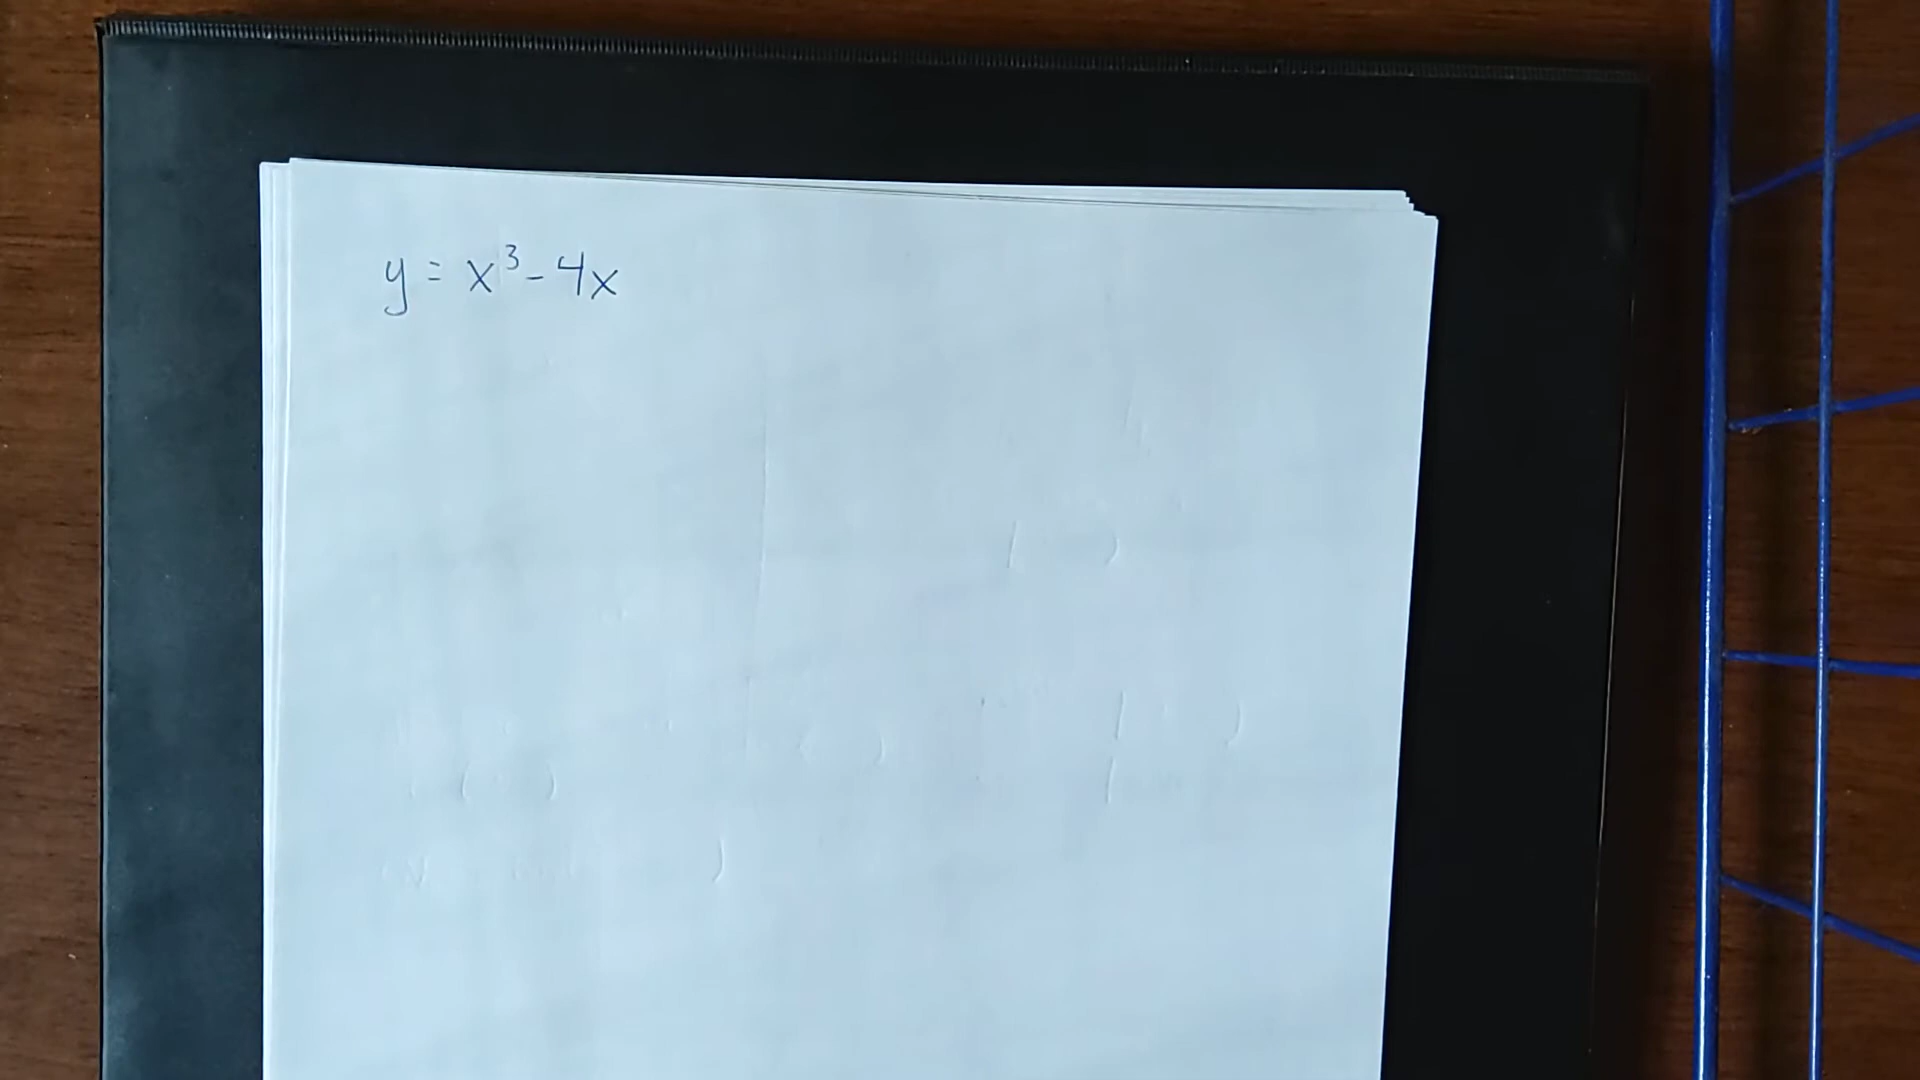 y = x³ - 4x